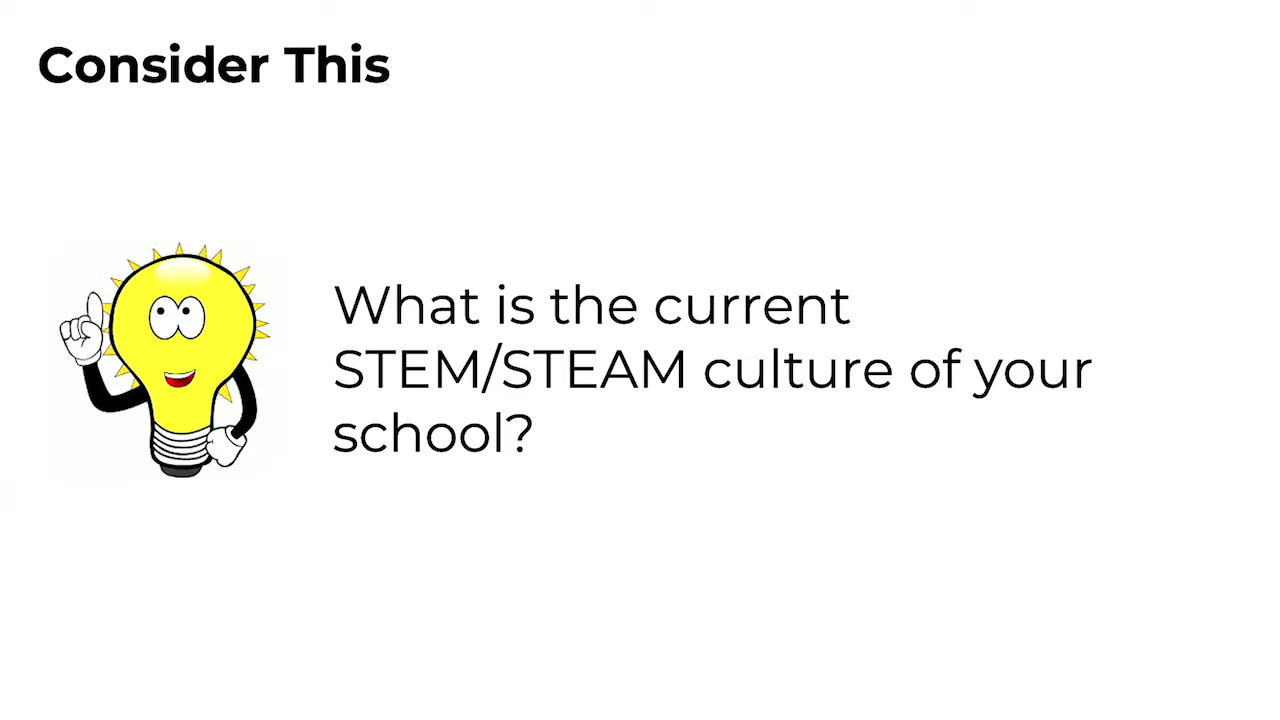 Consider This
What is the current
STEM/STEAM culture of your
school?